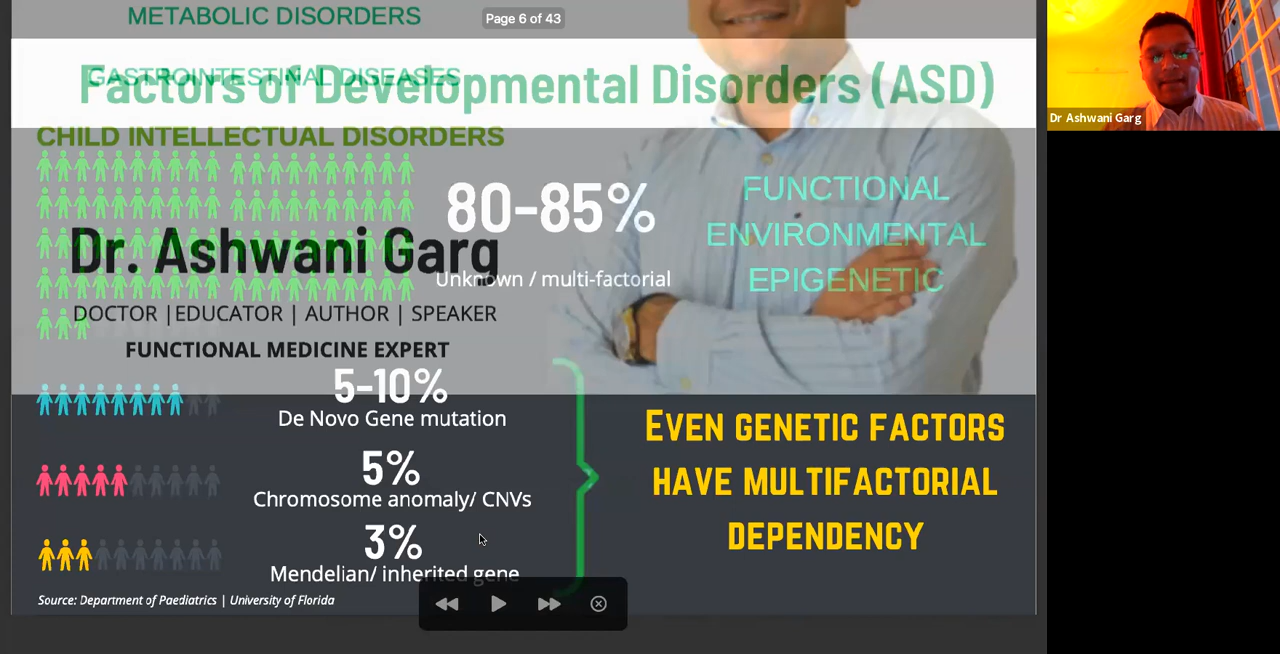 METABOLIC DISORDERS
Page 6 of 43
GASTROINTESTINAL DISEASES
Factors of Developmental Disorders (ASD)
CHILD INTELLECTUAL DISORDERS
80-85%
Unknown / multi-factorial
FUNCTIONAL
ENVIRONMENTAL
EPIGENETIC
Dr. Ashwani Garg
DOCTOR |EDUCATOR | AUTHOR | SPEAKER
FUNCTIONAL MEDICINE EXPERT
5-10%
De Novo Gene mutation
5%
Chromosome anomaly/ CNVs
3%
Mendelian/ inherited gene
EVEN GENETIC FACTORS
HAVE MULTIFACTORIAL
DEPENDENCY
Source: Department of Paediatrics | University of Florida
Dr Ashwani Garg